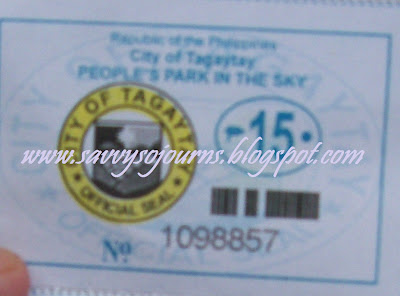 Republic of the Philippines
City of Tagaytay
PEOPLE'S PARK IN THE SKY
CITY OF TAGAYTAY
OFFICIAL SEAL
-15-
www.savvysojourns.blogspot.com
No 1098857